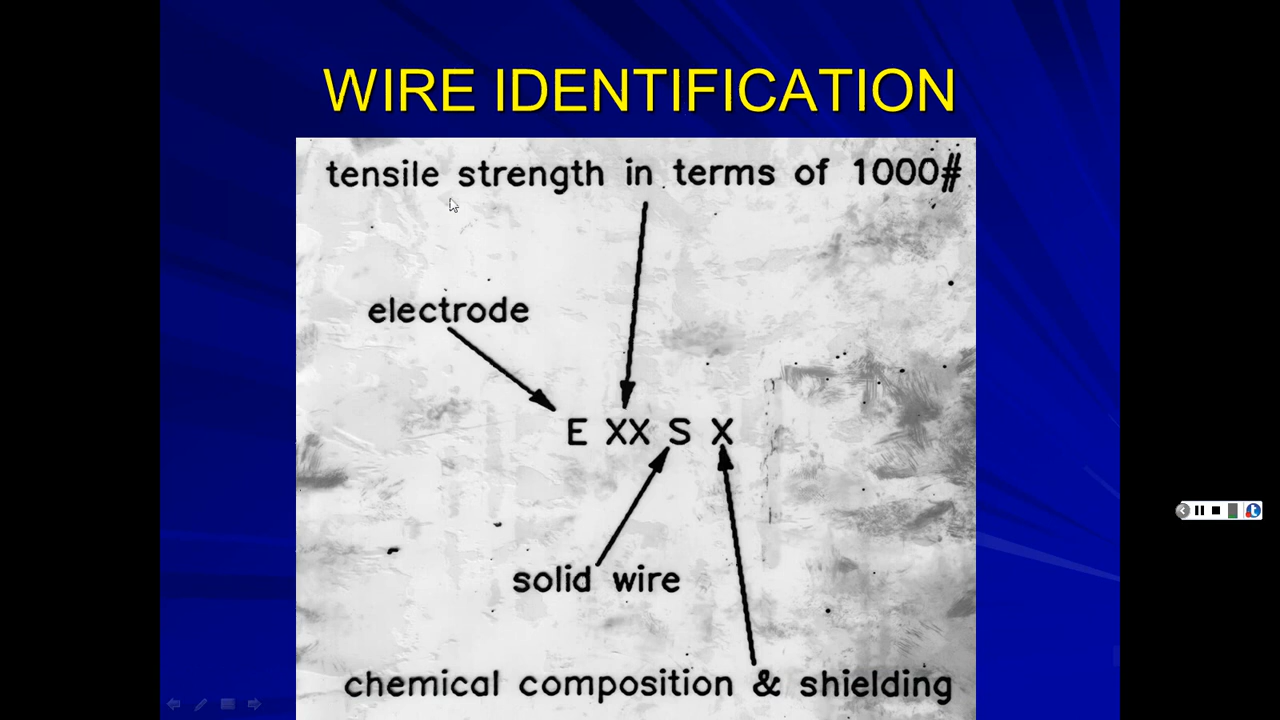 WIRE IDENTIFICATION
tensile strength in terms of 1000#
electrode
E XX S X
solid wire
chemical composition & shielding